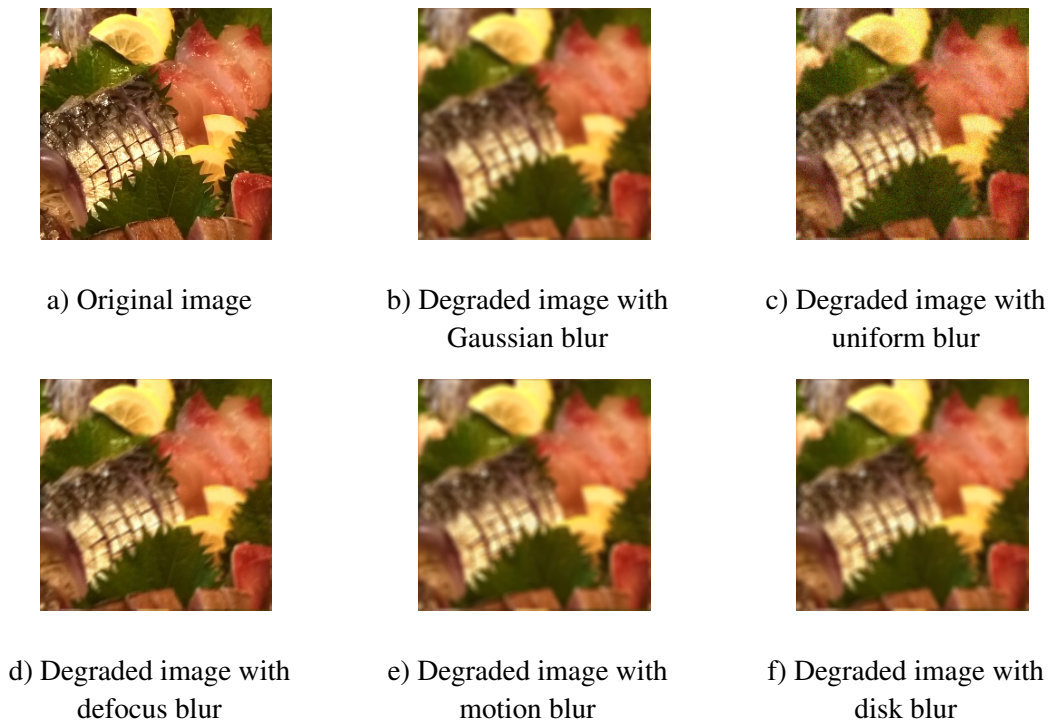 a) Original image
b) Degraded image with
Gaussian blur
c) Degraded image with
uniform blur
d) Degraded image with
defocus blur
e) Degraded image with
motion blur
f) Degraded image with
disk blur